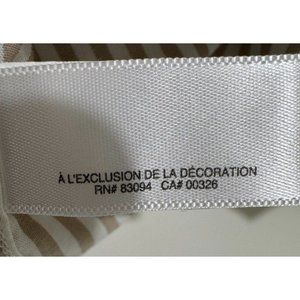 À L'EXCLUSION DE LA DÉCORATION
RN# 83094 CA# 00326